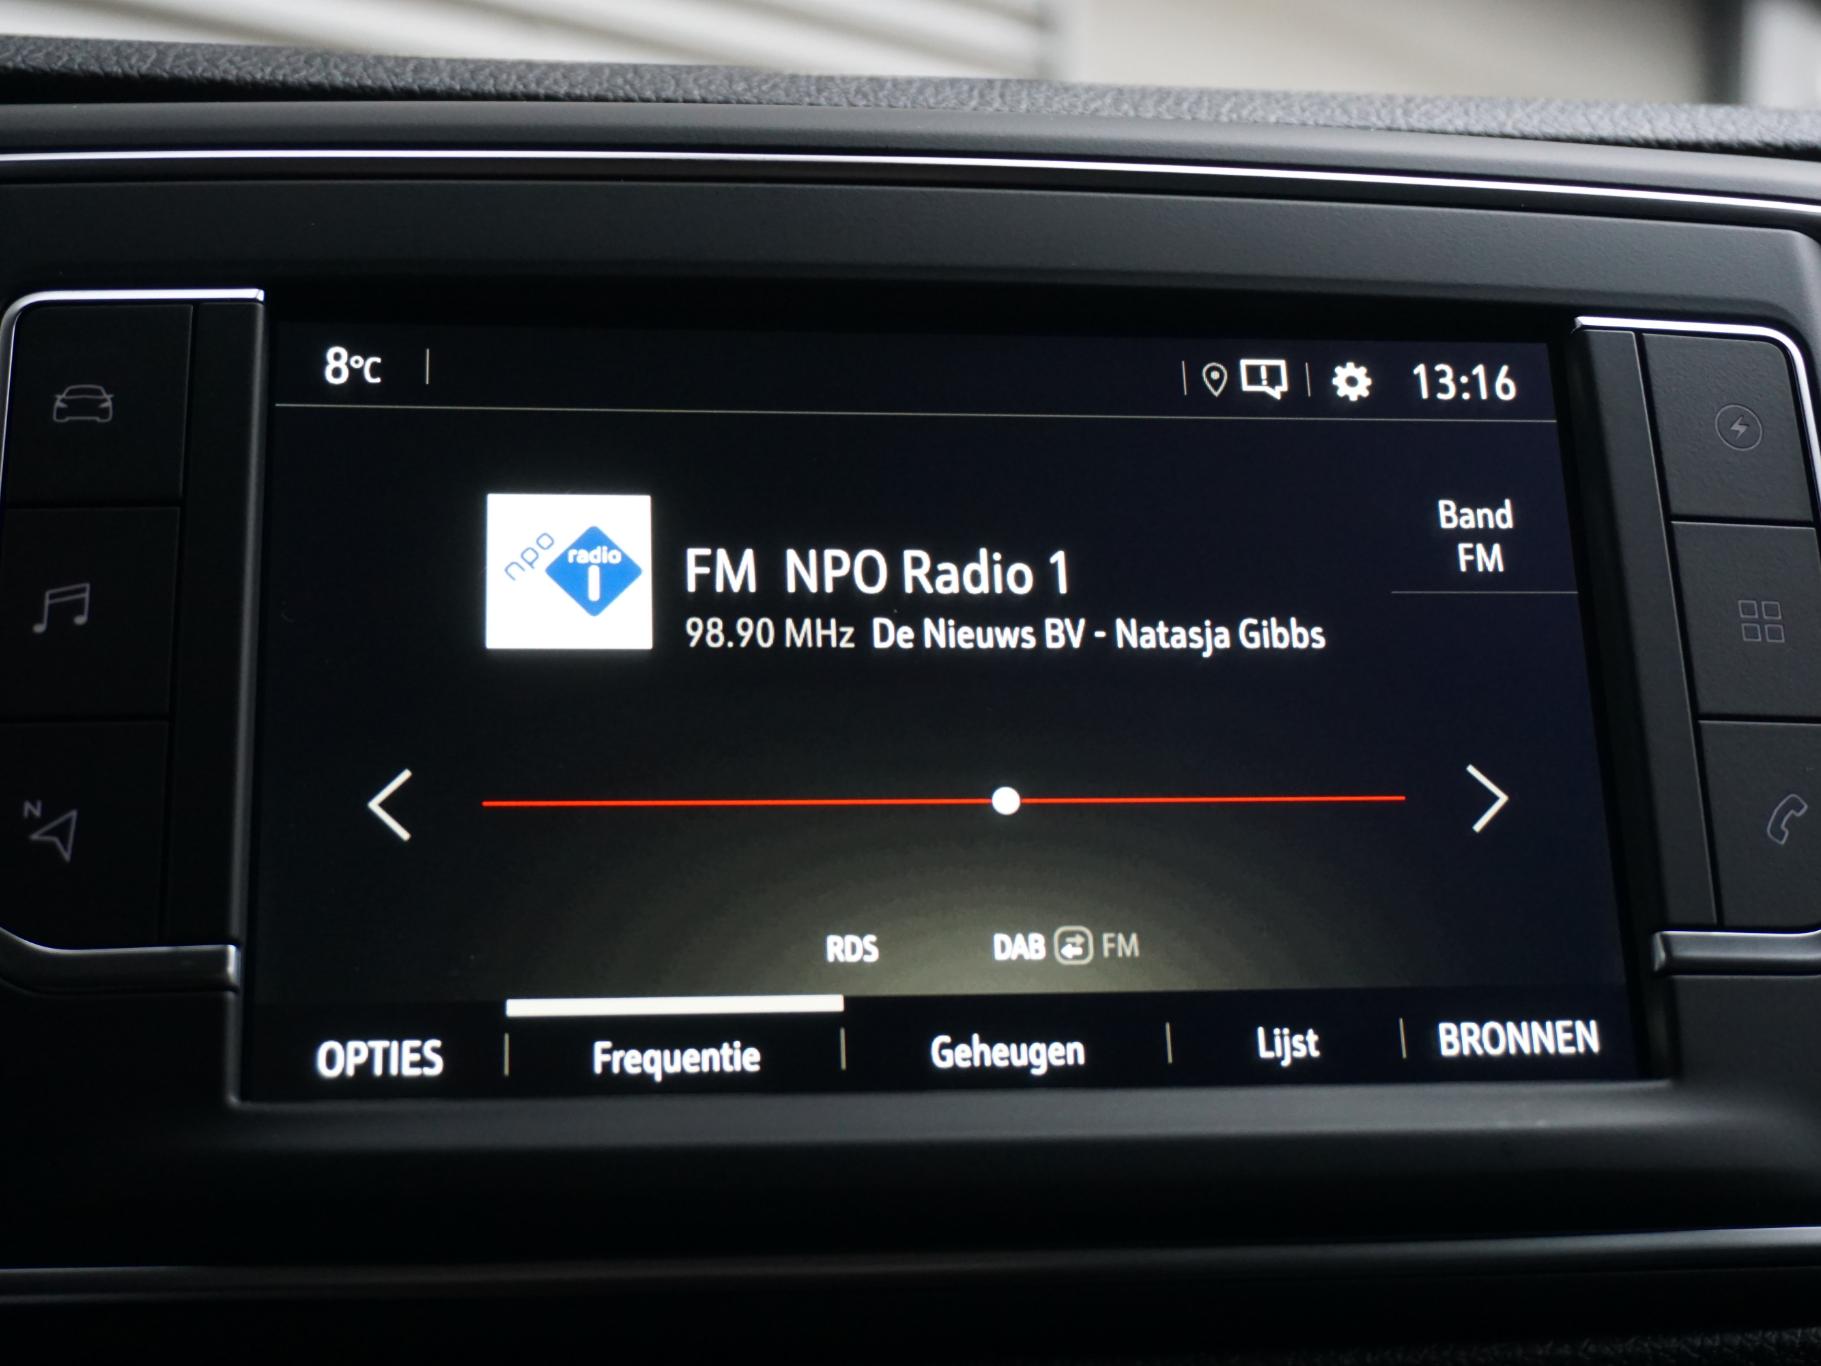 8°C
13:16
Band
FM
npo
radio
1
FM NPO Radio 1
98.90 MHz De Nieuws BV - Natasja Gibbs
N
RDS
DAB FM
OPTIES Frequentie Geheugen Lijst BRONNEN